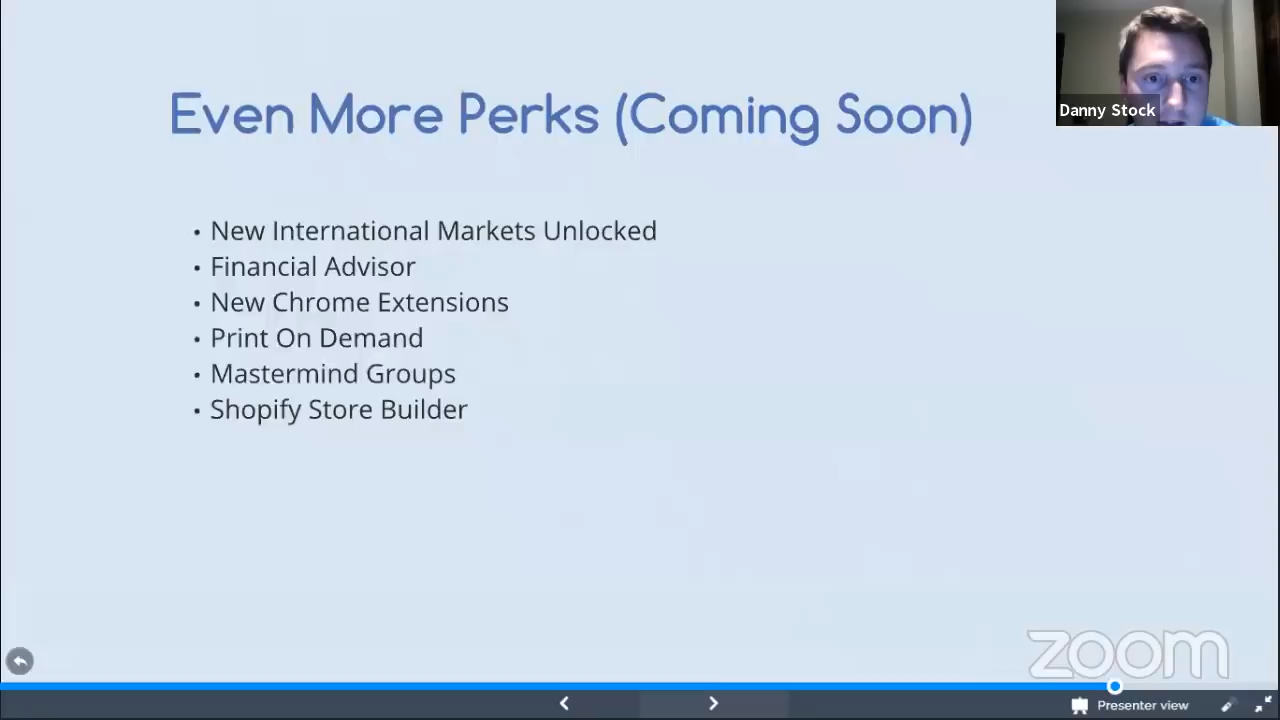 Even More Perks (Coming Soon)
Danny Stock
• New International Markets Unlocked
• Financial Advisor
• New Chrome Extensions
• Print On Demand
• Mastermind Groups
• Shopify Store Builder
zoom
Presenter view